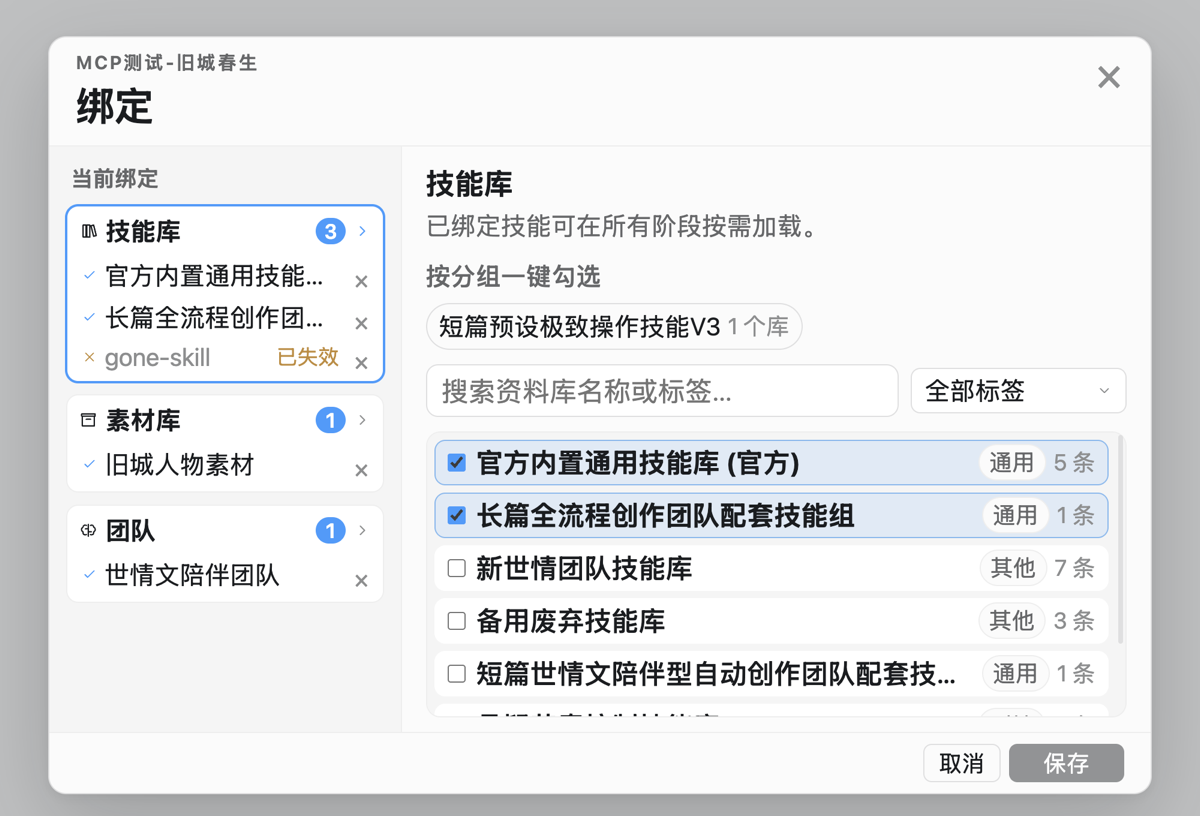 MCP测试-旧城春生
绑定
当前绑定
技能库 3
官方内置通用技能...
长篇全流程创作团...
gone-skill 已失效
素材库 1
旧城人物素材
团队 1
世情文陪伴团队
技能库
已绑定技能可在所有阶段按需加载。
按分组一键勾选
短篇预设极致操作技能V3 1个库
搜索资料库名称或标签...
全部标签
官方内置通用技能库 (官方) 通用 5 条
长篇全流程创作团队配套技能组 通用 1 条
新世情团队技能库 其他 7 条
备用废弃技能库 其他 3 条
短篇世情文陪伴型自动创作团队配套技... 通用 1 条
取消
保存